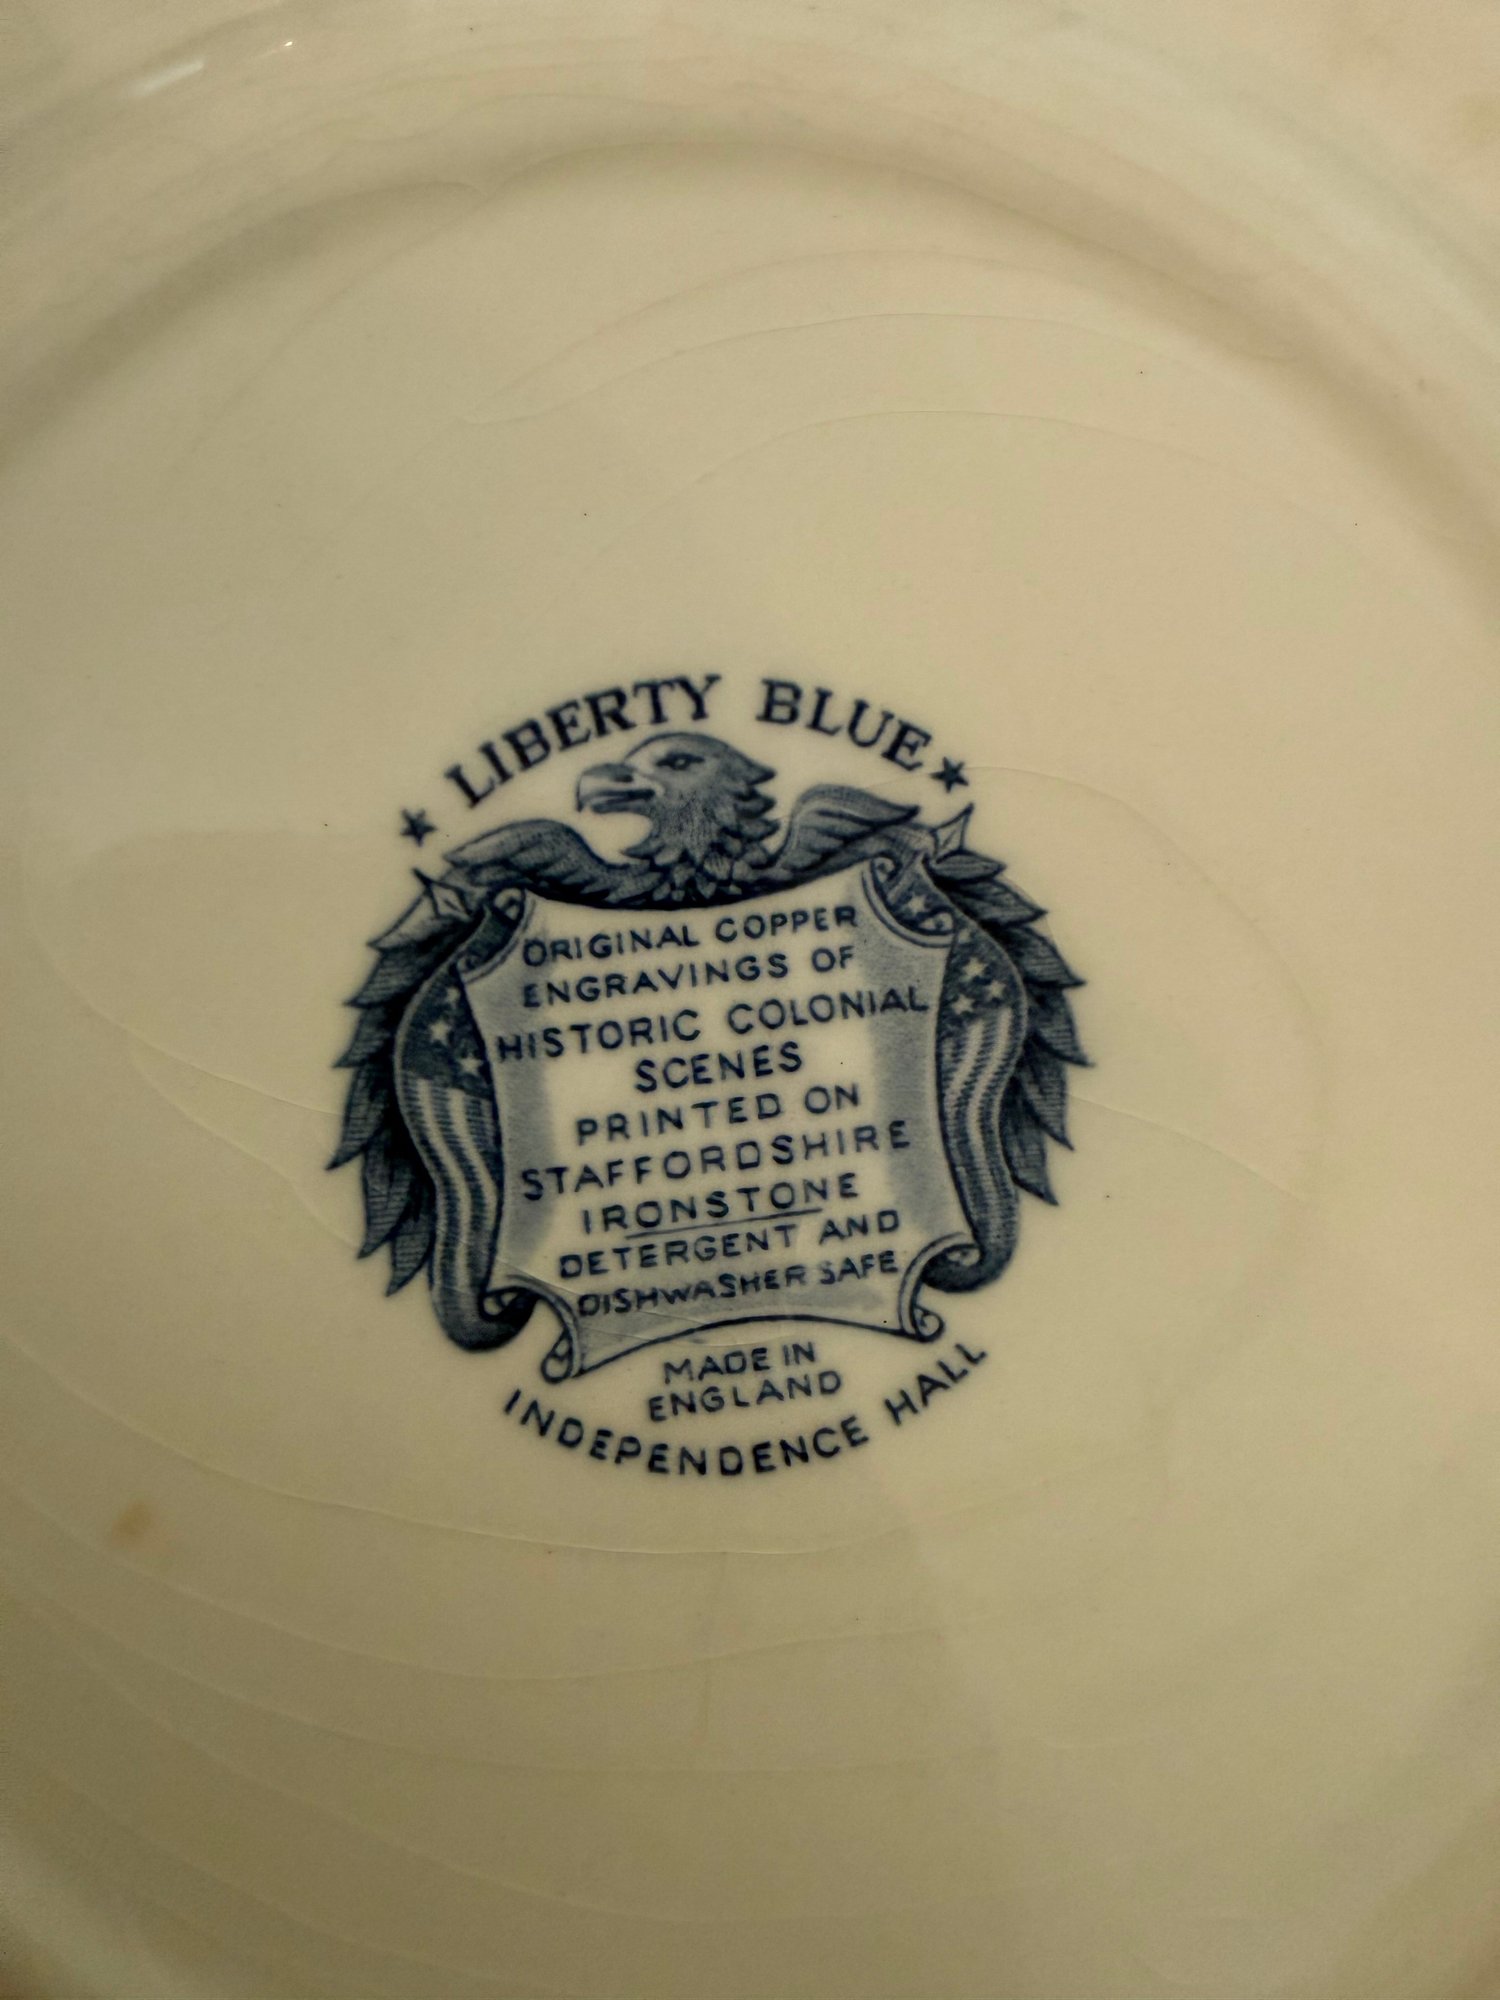 ★ LIBERTY BLUE ★
ORIGINAL COPPER
ENGRAVINGS OF
HISTORIC COLONIAL
SCENES
PRINTED ON
STAFFORDSHIRE
IRONSTONE
DETERGENT AND
DISHWASHER SAFE
MADE IN
ENGLAND
INDEPENDENCE HALL